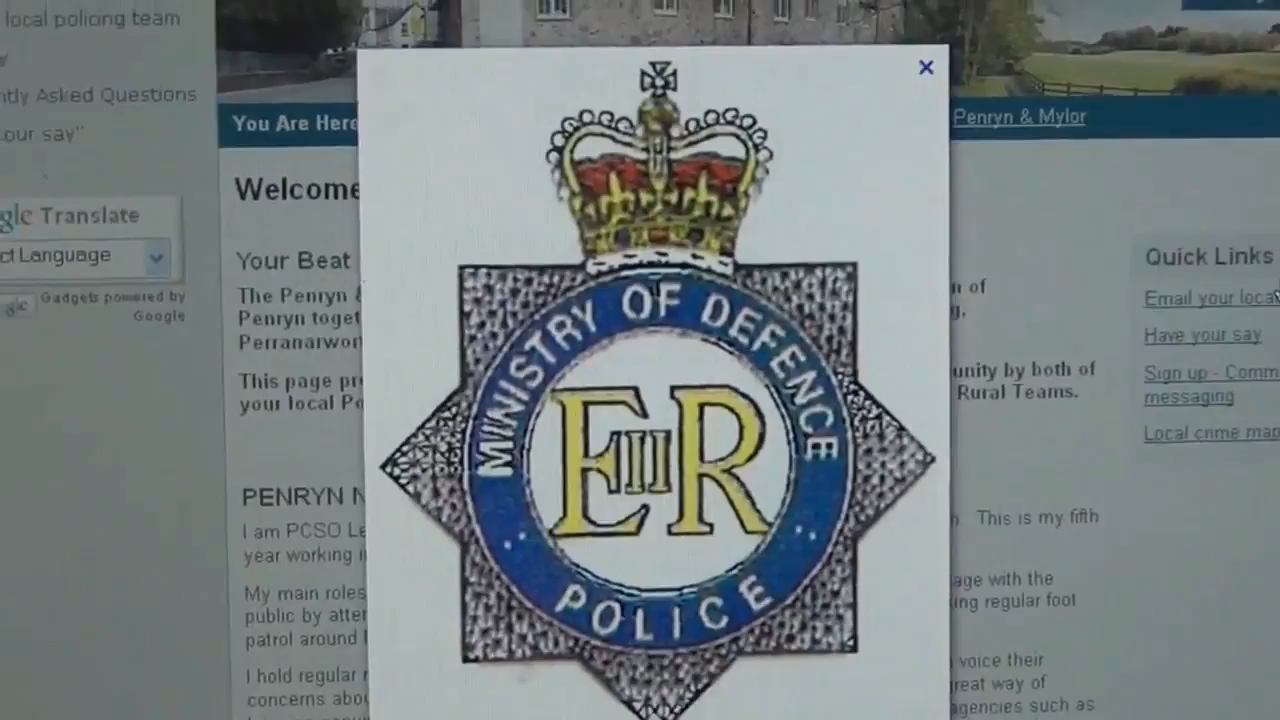 local policing team
ntly Asked Questions
our say"
gle Translate
ct Language
Gadgets powered by
Google
You Are Here
Penryn & Mylor
Welcome
Your Beat
The Penryn
Penryn toget
Perranarwor
This page pr
your local Po
PENRYN N
I am PCSO Le
year working i
My main roles
public by atter
patrol around
I hold regular
concerns abou
MINISTRY OF DEFENCE
EIIR
POLICE
n of
g,
unity by both of
Rural Teams.
This is my fifth
age with the
ing regular foot
voice their
great way of
agencies such as
Quick Links
Email your loca
Have your say
Sign up - Comm
messaging
Local crime map